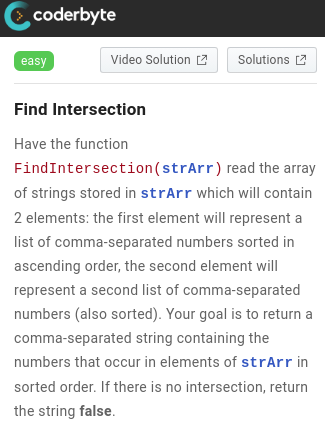 coderbyte
easy
Video Solution
Solutions
Find Intersection
Have the function
FindIntersection(strArr) read the array
of strings stored in strArr which will contain
2 elements: the first element will represent a
list of comma-separated numbers sorted in
ascending order, the second element will
represent a second list of comma-separated
numbers (also sorted). Your goal is to return a
comma-separated string containing the
numbers that occur in elements of strArr in
sorted order. If there is no intersection, return
the string false.